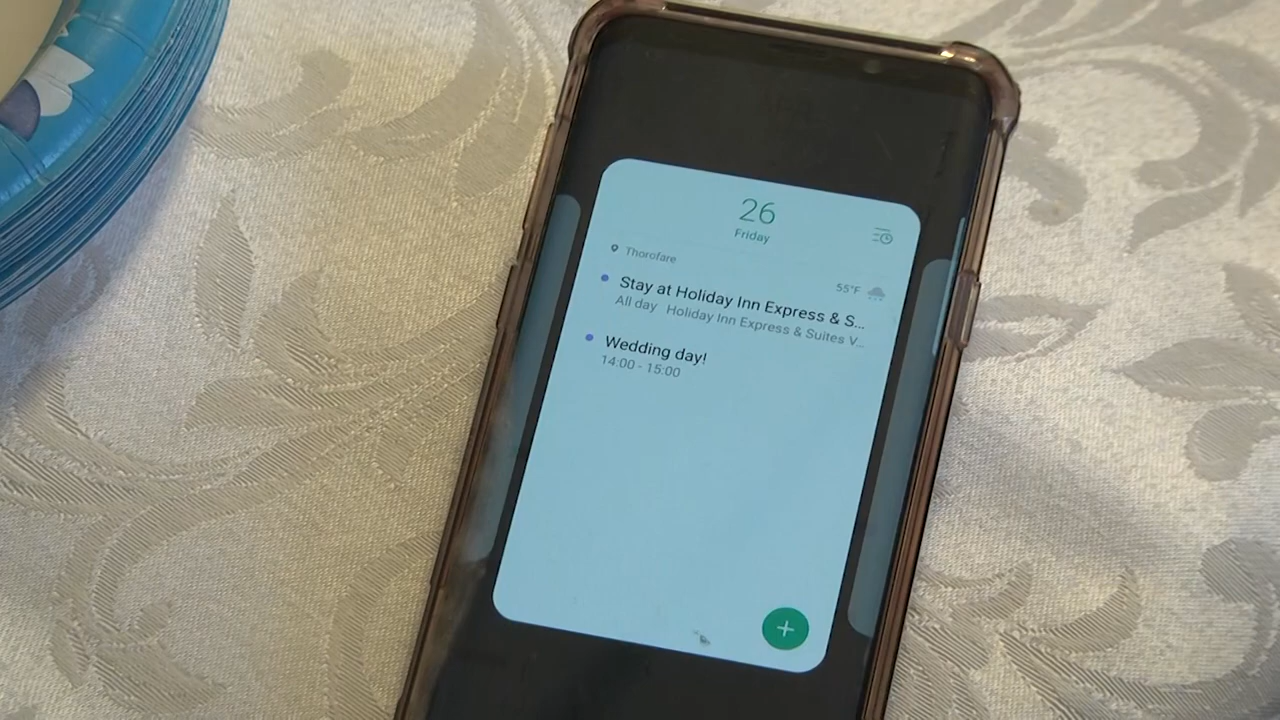 26
Friday
Thorofare
55°F
Stay at Holiday Inn Express & S...
All day Holiday Inn Express & Suites V...
Wedding day!
14:00 - 15:00